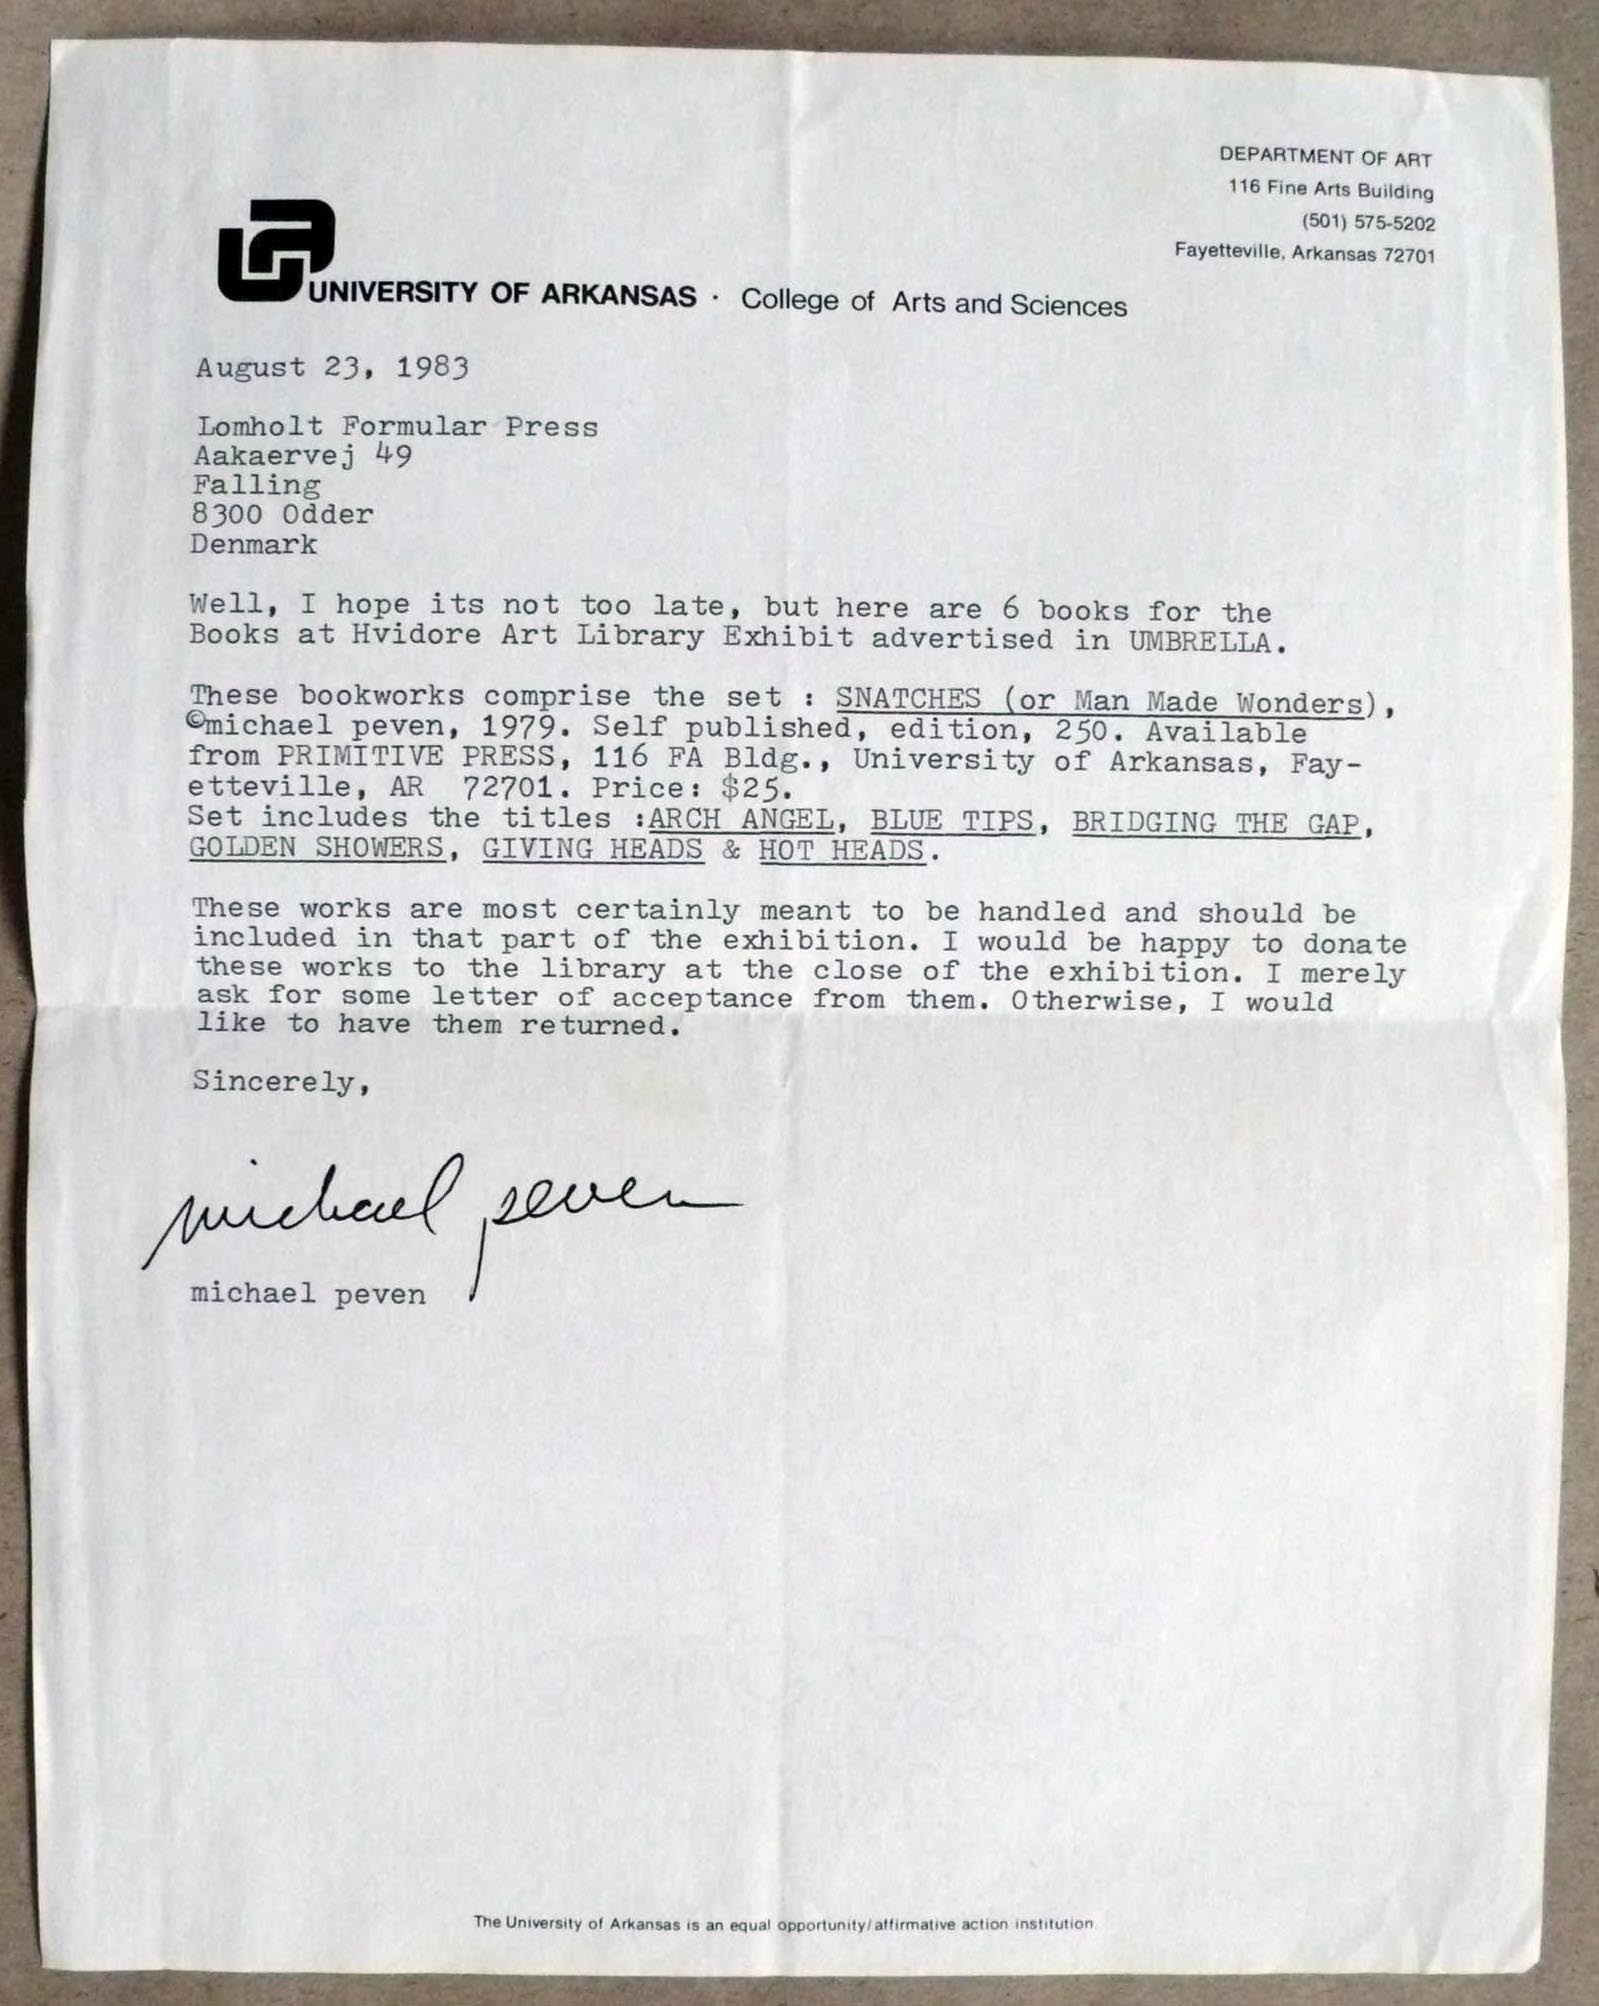 DEPARTMENT OF ART
116 Fine Arts Building
(501) 575-5202
Fayetteville, Arkansas 72701
UNIVERSITY OF ARKANSAS · College of Arts and Sciences
August 23, 1983
Lomholt Formular Press
Aakaervej 49
Falling
8300 Odder
Denmark
Well, I hope its not too late, but here are 6 books for the
Books at Hvidore Art Library Exhibit advertised in UMBRELLA.
These bookworks comprise the set : SNATCHES (or Man Made Wonders),
©michael peven, 1979. Self published, edition, 250. Available
from PRIMITIVE PRESS, 116 FA Bldg., University of Arkansas, Fay-
etteville, AR 72701. Price: $25.
Set includes the titles :ARCH ANGEL, BLUE TIPS, BRIDGING THE GAP,
GOLDEN SHOWERS, GIVING HEADS & HOT HEADS.
These works are most certainly meant to be handled and should be
included in that part of the exhibition. I would be happy to donate
these works to the library at the close of the exhibition. I merely
ask for some letter of acceptance from them. Otherwise, I would
like to have them returned.
Sincerely,
michael peven
michael peven
The University of Arkansas is an equal opportunity/affirmative action institution